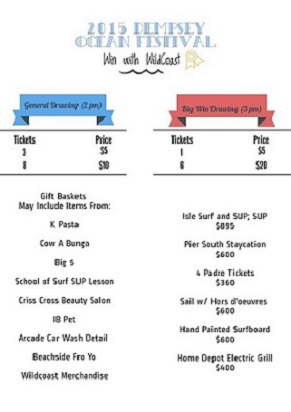 2015 DEMPSEY
OCEAN FESTIVAL
Win with WildCoast
General Drawing (2 pm)
Tickets Price
3 $5
8 $10
Gift Baskets
May Include Items From:
K Pasta
Cow A Bunga
Big 5
School of Surf SUP Lesson
Criss Cross Beauty Salon
IB Pet
Arcade Car Wash Detail
Beachside Fro Yo
Wildcoast Merchandise
Big Win Drawing (3 pm)
Tickets Price
1 $5
6 $20
Isle Surf and SUP; SUP
$895
Pier South Staycation
$600
4 Padre Tickets
$360
Sail w/ Hors d'oeuvres
$600
Hand Painted Surfboard
$600
Home Depot Electric Grill
$400